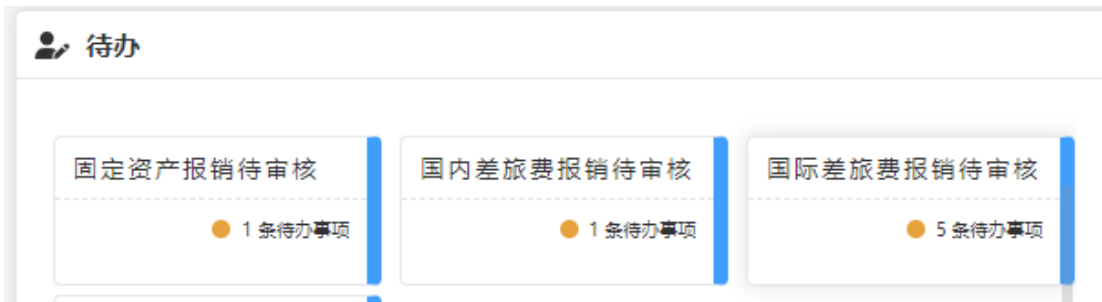 待办
固定资产报销待审核
国内差旅费报销待审核
国际差旅费报销待审核
1 条待办事项
1 条待办事项
5 条待办事项